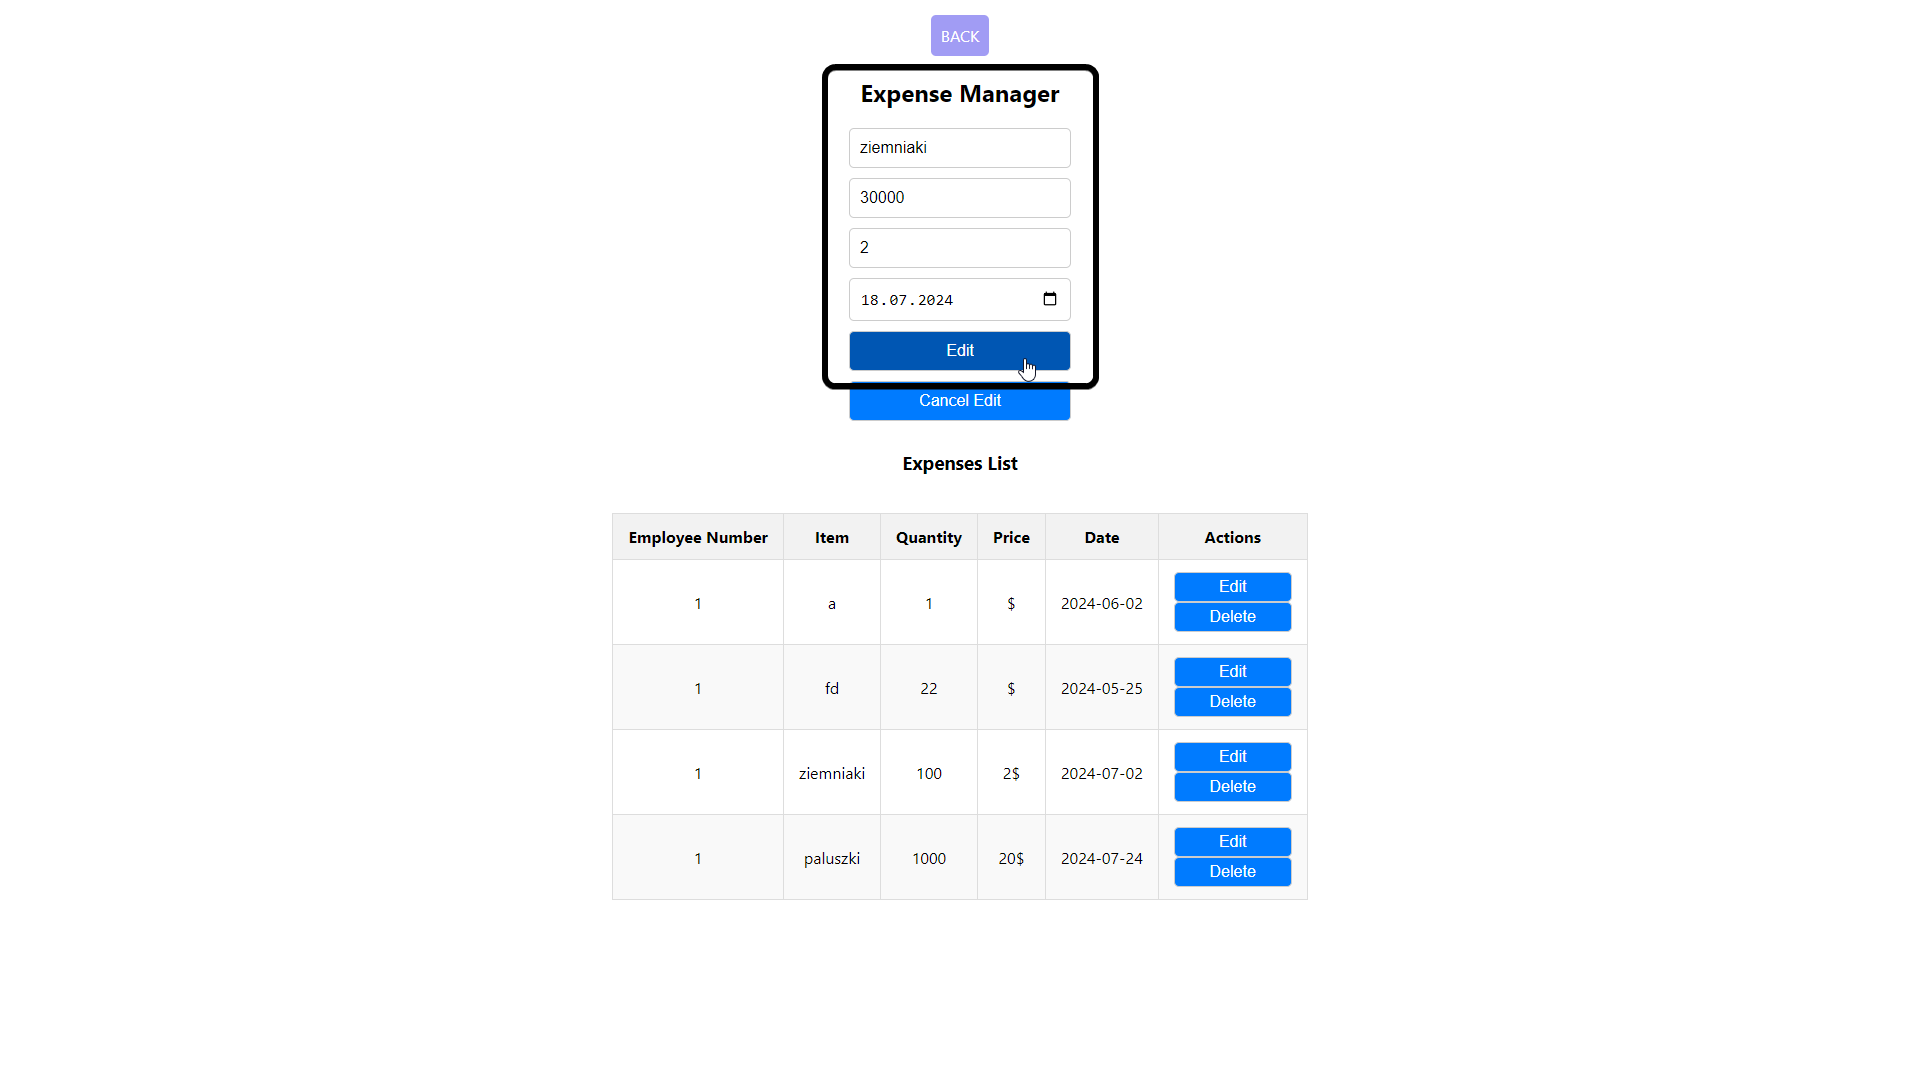 BACK
Expense Manager
ziemniaki
30000
2
18.07.2024
Edit
Cancel Edit
Expenses List
Employee Number Item Quantity Price Date Actions
1 a 1 $ 2024-06-02 Edit
Delete
1 fd 22 $ 2024-05-25 Edit
Delete
1 ziemniaki 100 2$ 2024-07-02 Edit
Delete
1 paluszki 1000 20$ 2024-07-24 Edit
Delete